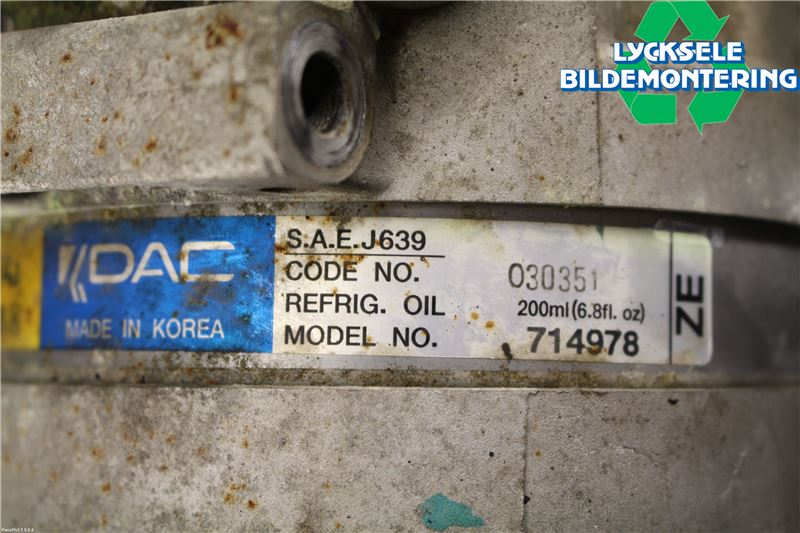 LYCKSELE
BILDEMONTERING
KDAC
MADE IN KOREA
S.A.E.J639
CODE NO. 030351
REFRIG. OIL 200ml (6.8fl. oz)
MODEL NO. 714978
ZE